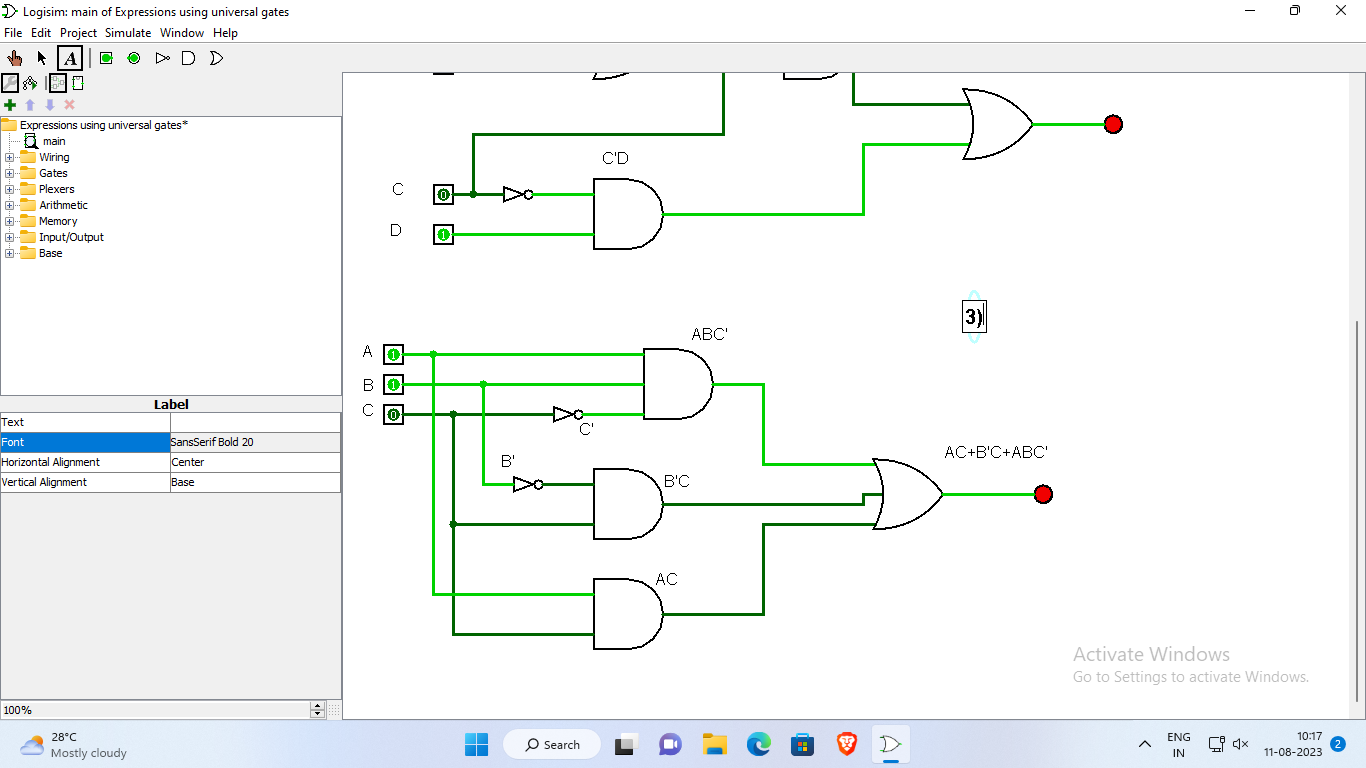 Logisim: main of Expressions using universal gates
File Edit Project Simulate Window Help
A
Expressions using universal gates*
main
Wiring
Gates
Plexers
Arithmetic
Memory
Input/Output
Base
Label
Text
Font SansSerif Bold 20
Horizontal Alignment Center
Vertical Alignment Base
100%
C'D
C 0
D 1
3)
ABC'
A 1
B 1
C 0
C'
B'
B'C
AC+B'C+ABC'
AC
Activate Windows
Go to Settings to activate Windows.
28°C
Mostly cloudy
Search
ENG
IN
10:17
11-08-2023
2